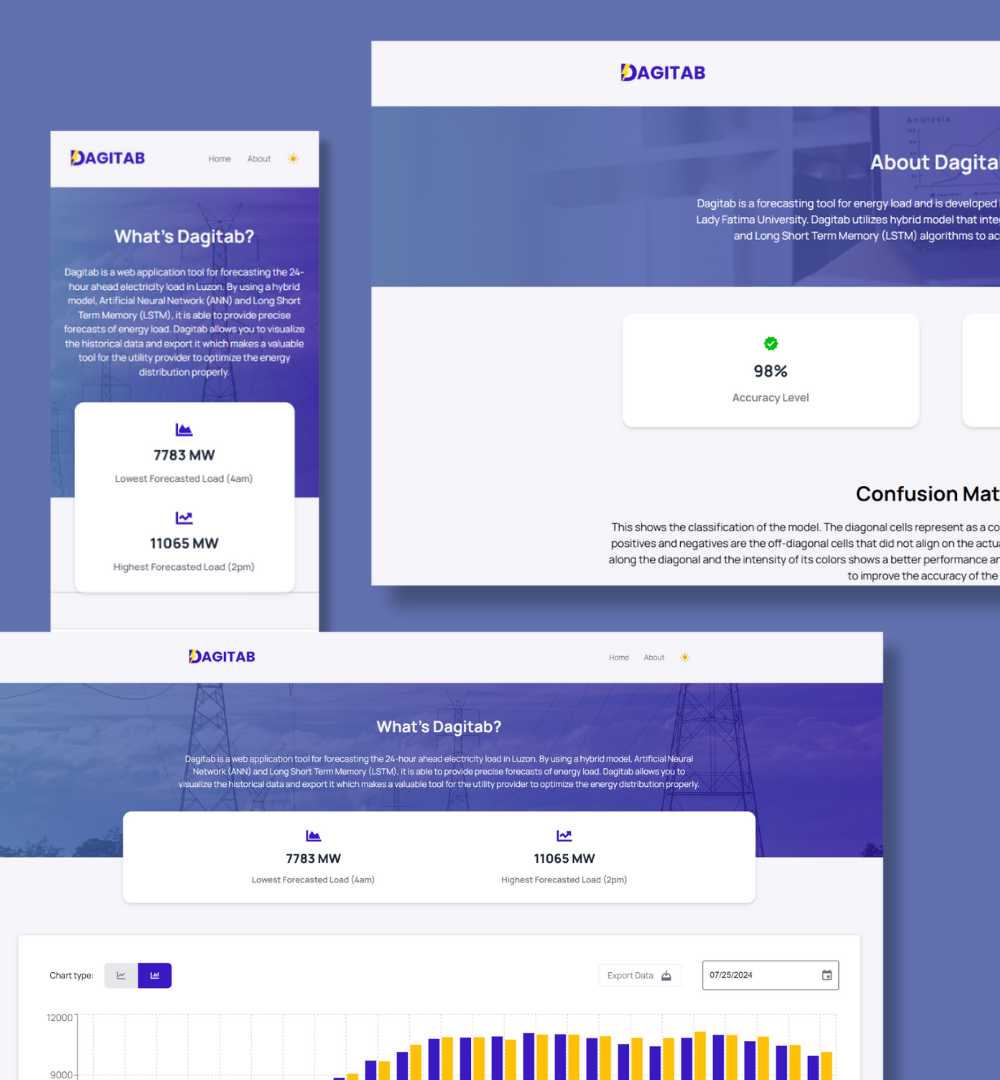 DAGITAB
Home About
What's Dagitab?
Dagitab is a web application tool for forecasting the 24-
hour ahead electricity load in Luzon. By using a hybrid
model, Artificial Neural Network (ANN) and Long Short
Term Memory (LSTM), it is able to provide precise
forecasts of energy load. Dagitab allows you to visualize
the historical data and export it which makes a valuable
tool for the utility provider to optimize the energy
distribution properly.
7783 MW
Lowest Forecasted Load (4am)
11065 MW
Highest Forecasted Load (2pm)
DAGITAB
Analysis
About Dagita
Dagitab is a forecasting tool for energy load and is developed
Lady Fatima University. Dagitab utilizes hybrid model that inte
and Long Short Term Memory (LSTM) algorithms to ac
98%
Accuracy Level
Confusion Mat
This shows the classification of the model. The diagonal cells represent as a co
positives and negatives are the off-diagonal cells that did not align on the actua
along the diagonal and the intensity of its colors shows a better performance an
to improve the accuracy of the
DAGITAB
Home About
What's Dagitab?
Dagitab is a web application tool for forecasting the 24-hour ahead electricity load in Luzon. By using a hybrid model, Artificial Neural
Network (ANN) and Long Short Term Memory (LSTM), it is able to provide precise forecasts of energy load. Dagitab allows you to
visualize the historical data and export it which makes a valuable tool for the utility provider to optimize the energy distribution properly.
7783 MW
Lowest Forecasted Load (4am)
11065 MW
Highest Forecasted Load (2pm)
Chart type:
Export Data
07/25/2024
12000
9000